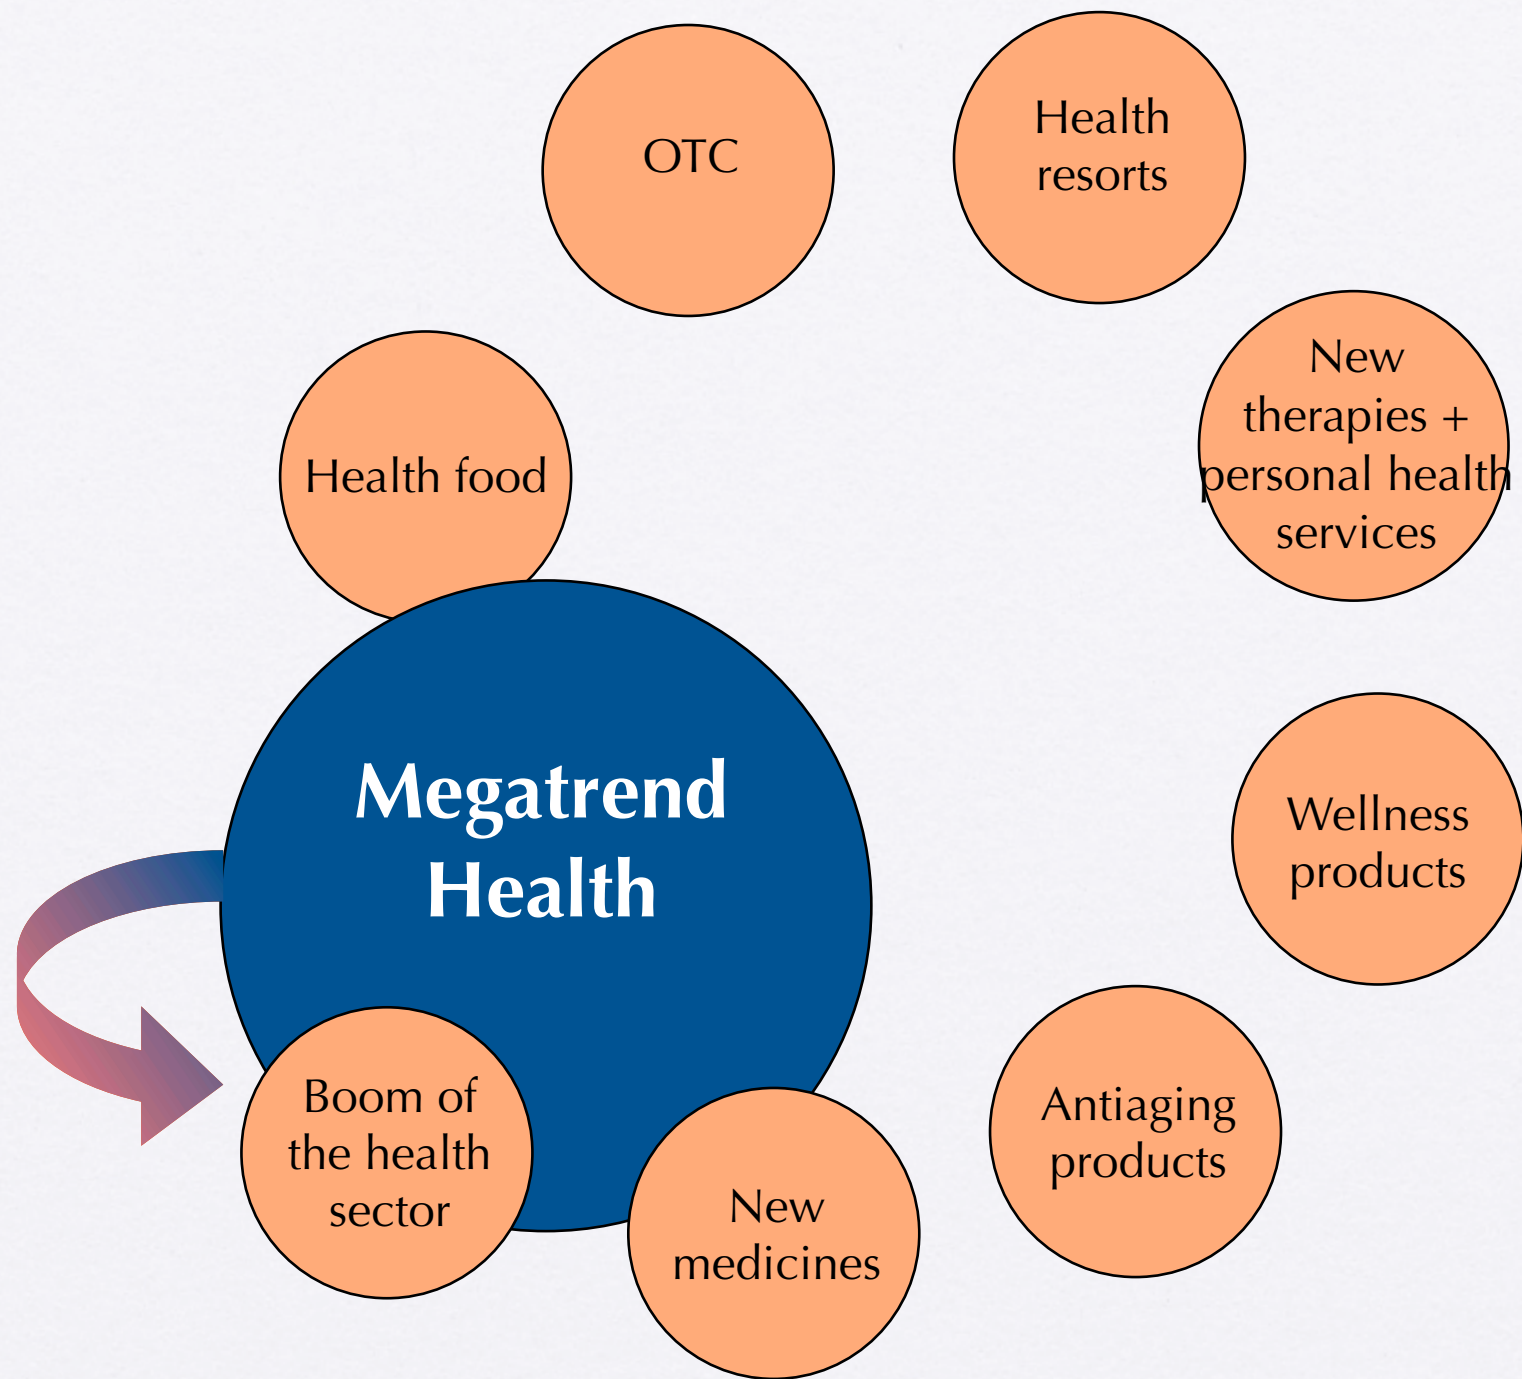 OTC
Health
resorts
New
therapies +
personal health
services
Health food
Megatrend
Health
Wellness
products
Boom of
the health
sector
Antiaging
products
New
medicines